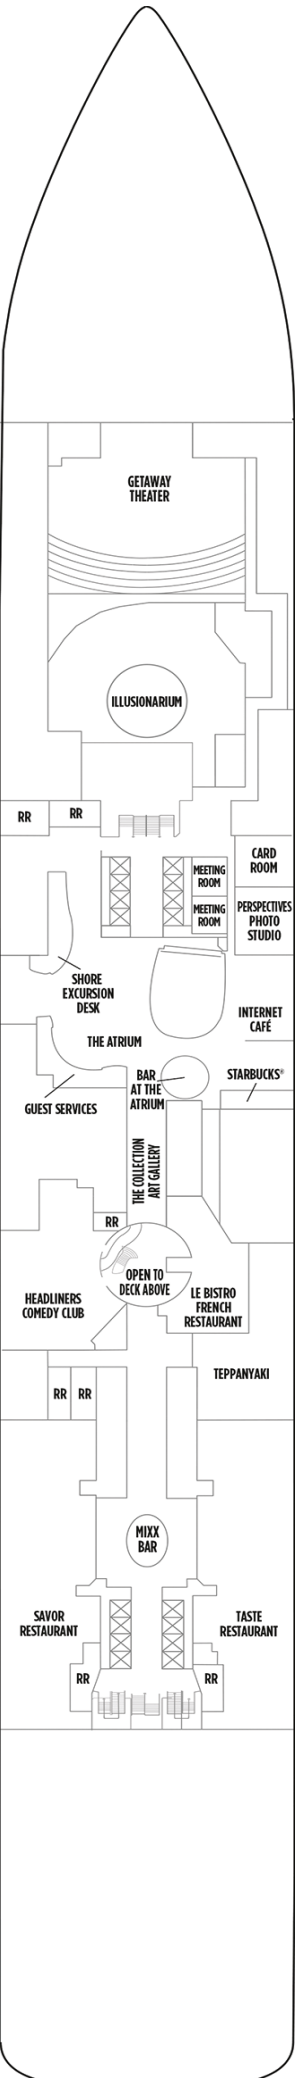 GETAWAY
THEATER
ILLUSIONARIUM
RR
RR
MEETING
ROOM
CARD
ROOM
MEETING
ROOM
PERSPECTIVES
PHOTO
STUDIO
SHORE
EXCURSION
DESK
INTERNET
CAFÉ
THE ATRIUM
BAR
AT THE
ATRIUM
STARBUCKS®
GUEST SERVICES
THE COLLECTION
ART GALLERY
RR
OPEN TO
DECK ABOVE
HEADLINERS
COMEDY CLUB
LE BISTRO
FRENCH
RESTAURANT
TEPPANYAKI
RR
RR
MIXX
BAR
SAVOR
RESTAURANT
TASTE
RESTAURANT
RR
RR